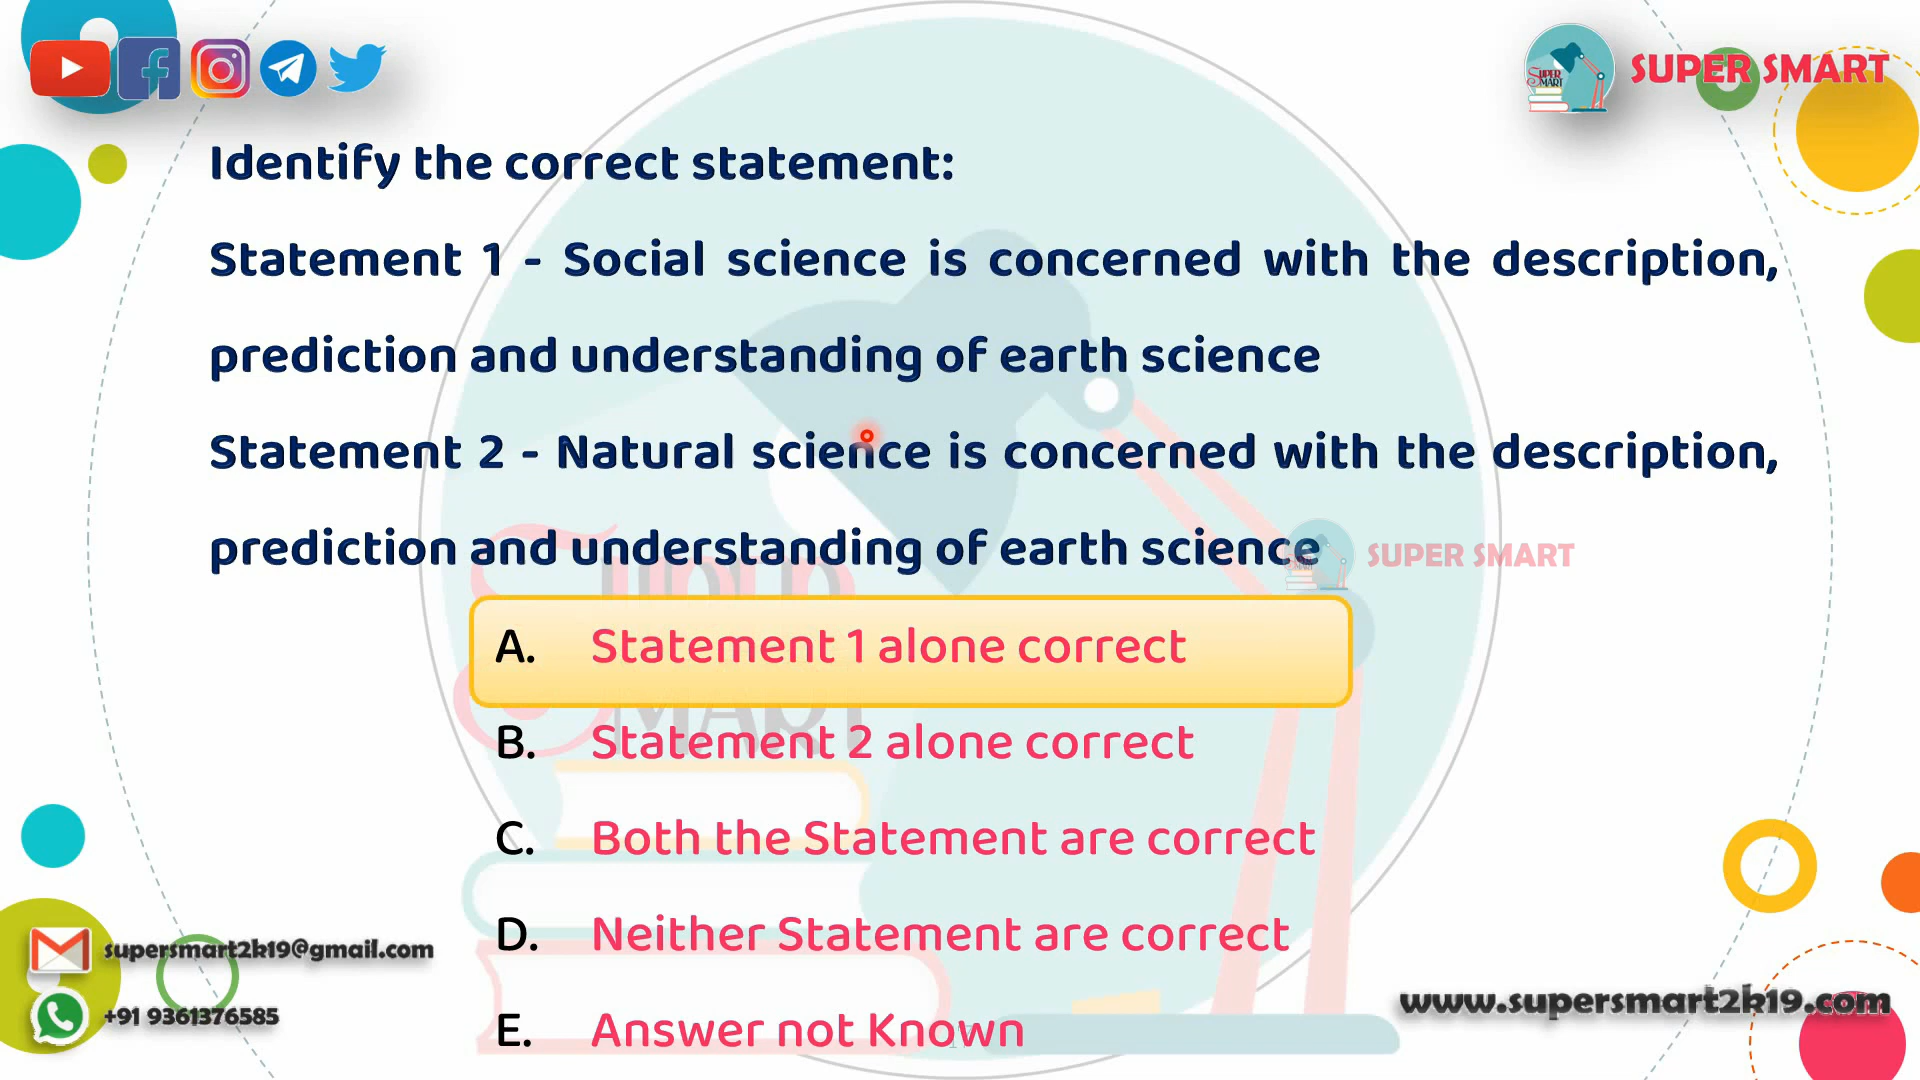 SUPER SMART
Identify the correct statement:
Statement 1 - Social science is concerned with the description,
prediction and understanding of earth science
Statement 2 - Natural science is concerned with the description,
prediction and understanding of earth science
SUPER SMART
A. Statement 1 alone correct
B. Statement 2 alone correct
C. Both the Statement are correct
D. Neither Statement are correct
E. Answer not Known
supersmart2k19@gmail.com
+91 9361376585
www.supersmart2k19.com